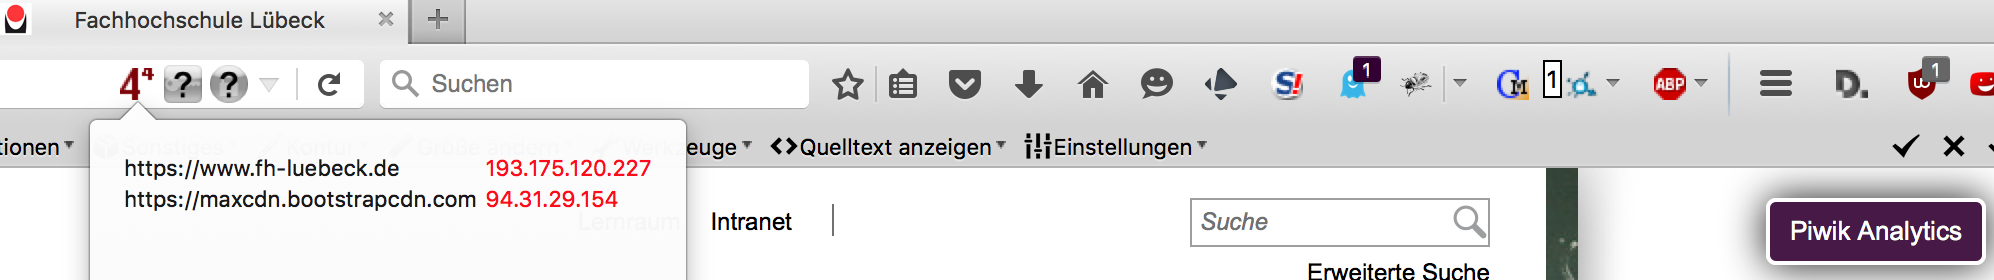 Fachhochschule Lübeck
4⁴ ? ? Suchen S! 1 G M 1 ABP D. 1
tionen Sonstiges Kontur Größe ändern Werkzeuge Quelltext anzeigen Einstellungen
https://www.fh-luebeck.de 193.175.120.227
https://maxcdn.bootstrapcdn.com 94.31.29.154
Lernraum Intranet Suche
Piwik Analytics
Erweiterte Suche